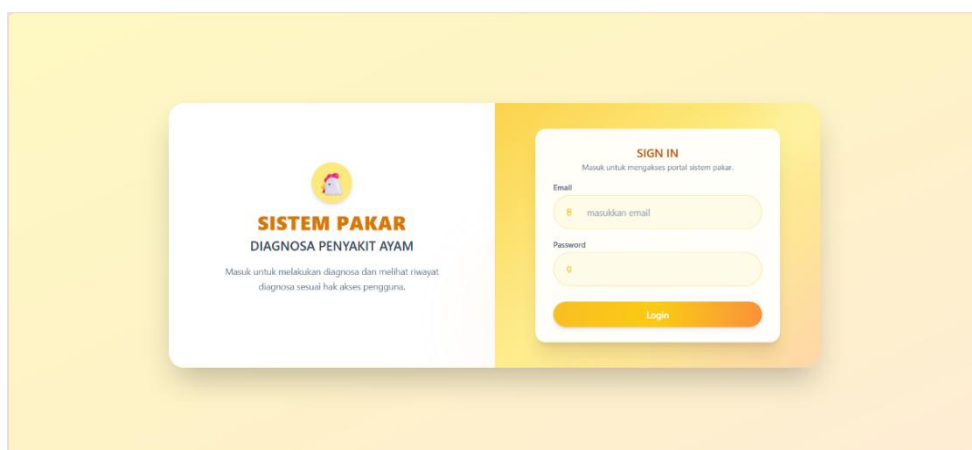 SISTEM PAKAR
DIAGNOSA PENYAKIT AYAM
Masuk untuk melakukan diagnosa dan melihat riwayat
diagnosa sesuai hak akses pengguna.
SIGN IN
Masuk untuk mengakses portal sistem pakar.
Email
masukkan email
Password
Login